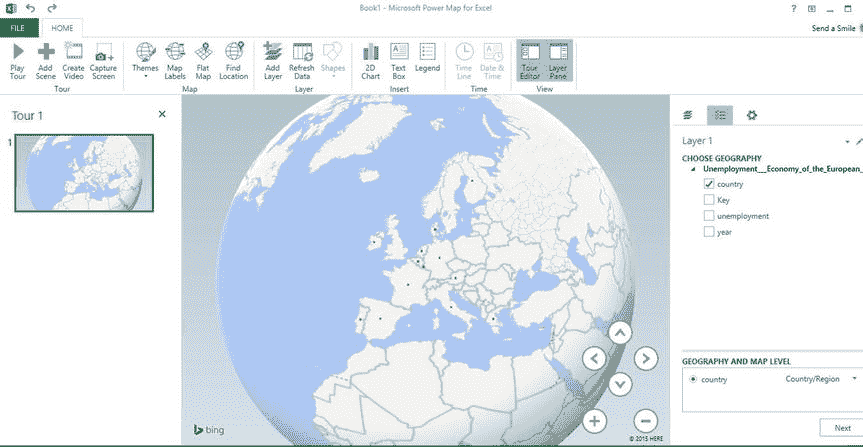 Book1 - Microsoft Power Map for Excel
?
FILE
HOME
Send a Smile
Play Tour
Add Scene
Create Video
Capture Screen
Themes
Map Labels
Flat Map
Find Location
Add Layer
Refresh Data
Shapes
2D Chart
Text Box
Legend
Time Line
Date & Time
Tour Editor
Layer Pane
Tour
Map
Layer
Insert
Time
View
Tour 1
1
Layer 1
CHOOSE GEOGRAPHY
Unemployment__Economy_of_the_European_
country
Key
unemployment
year
GEOGRAPHY AND MAP LEVEL
country
Country/Region
Next
bing
© 2015 HERE